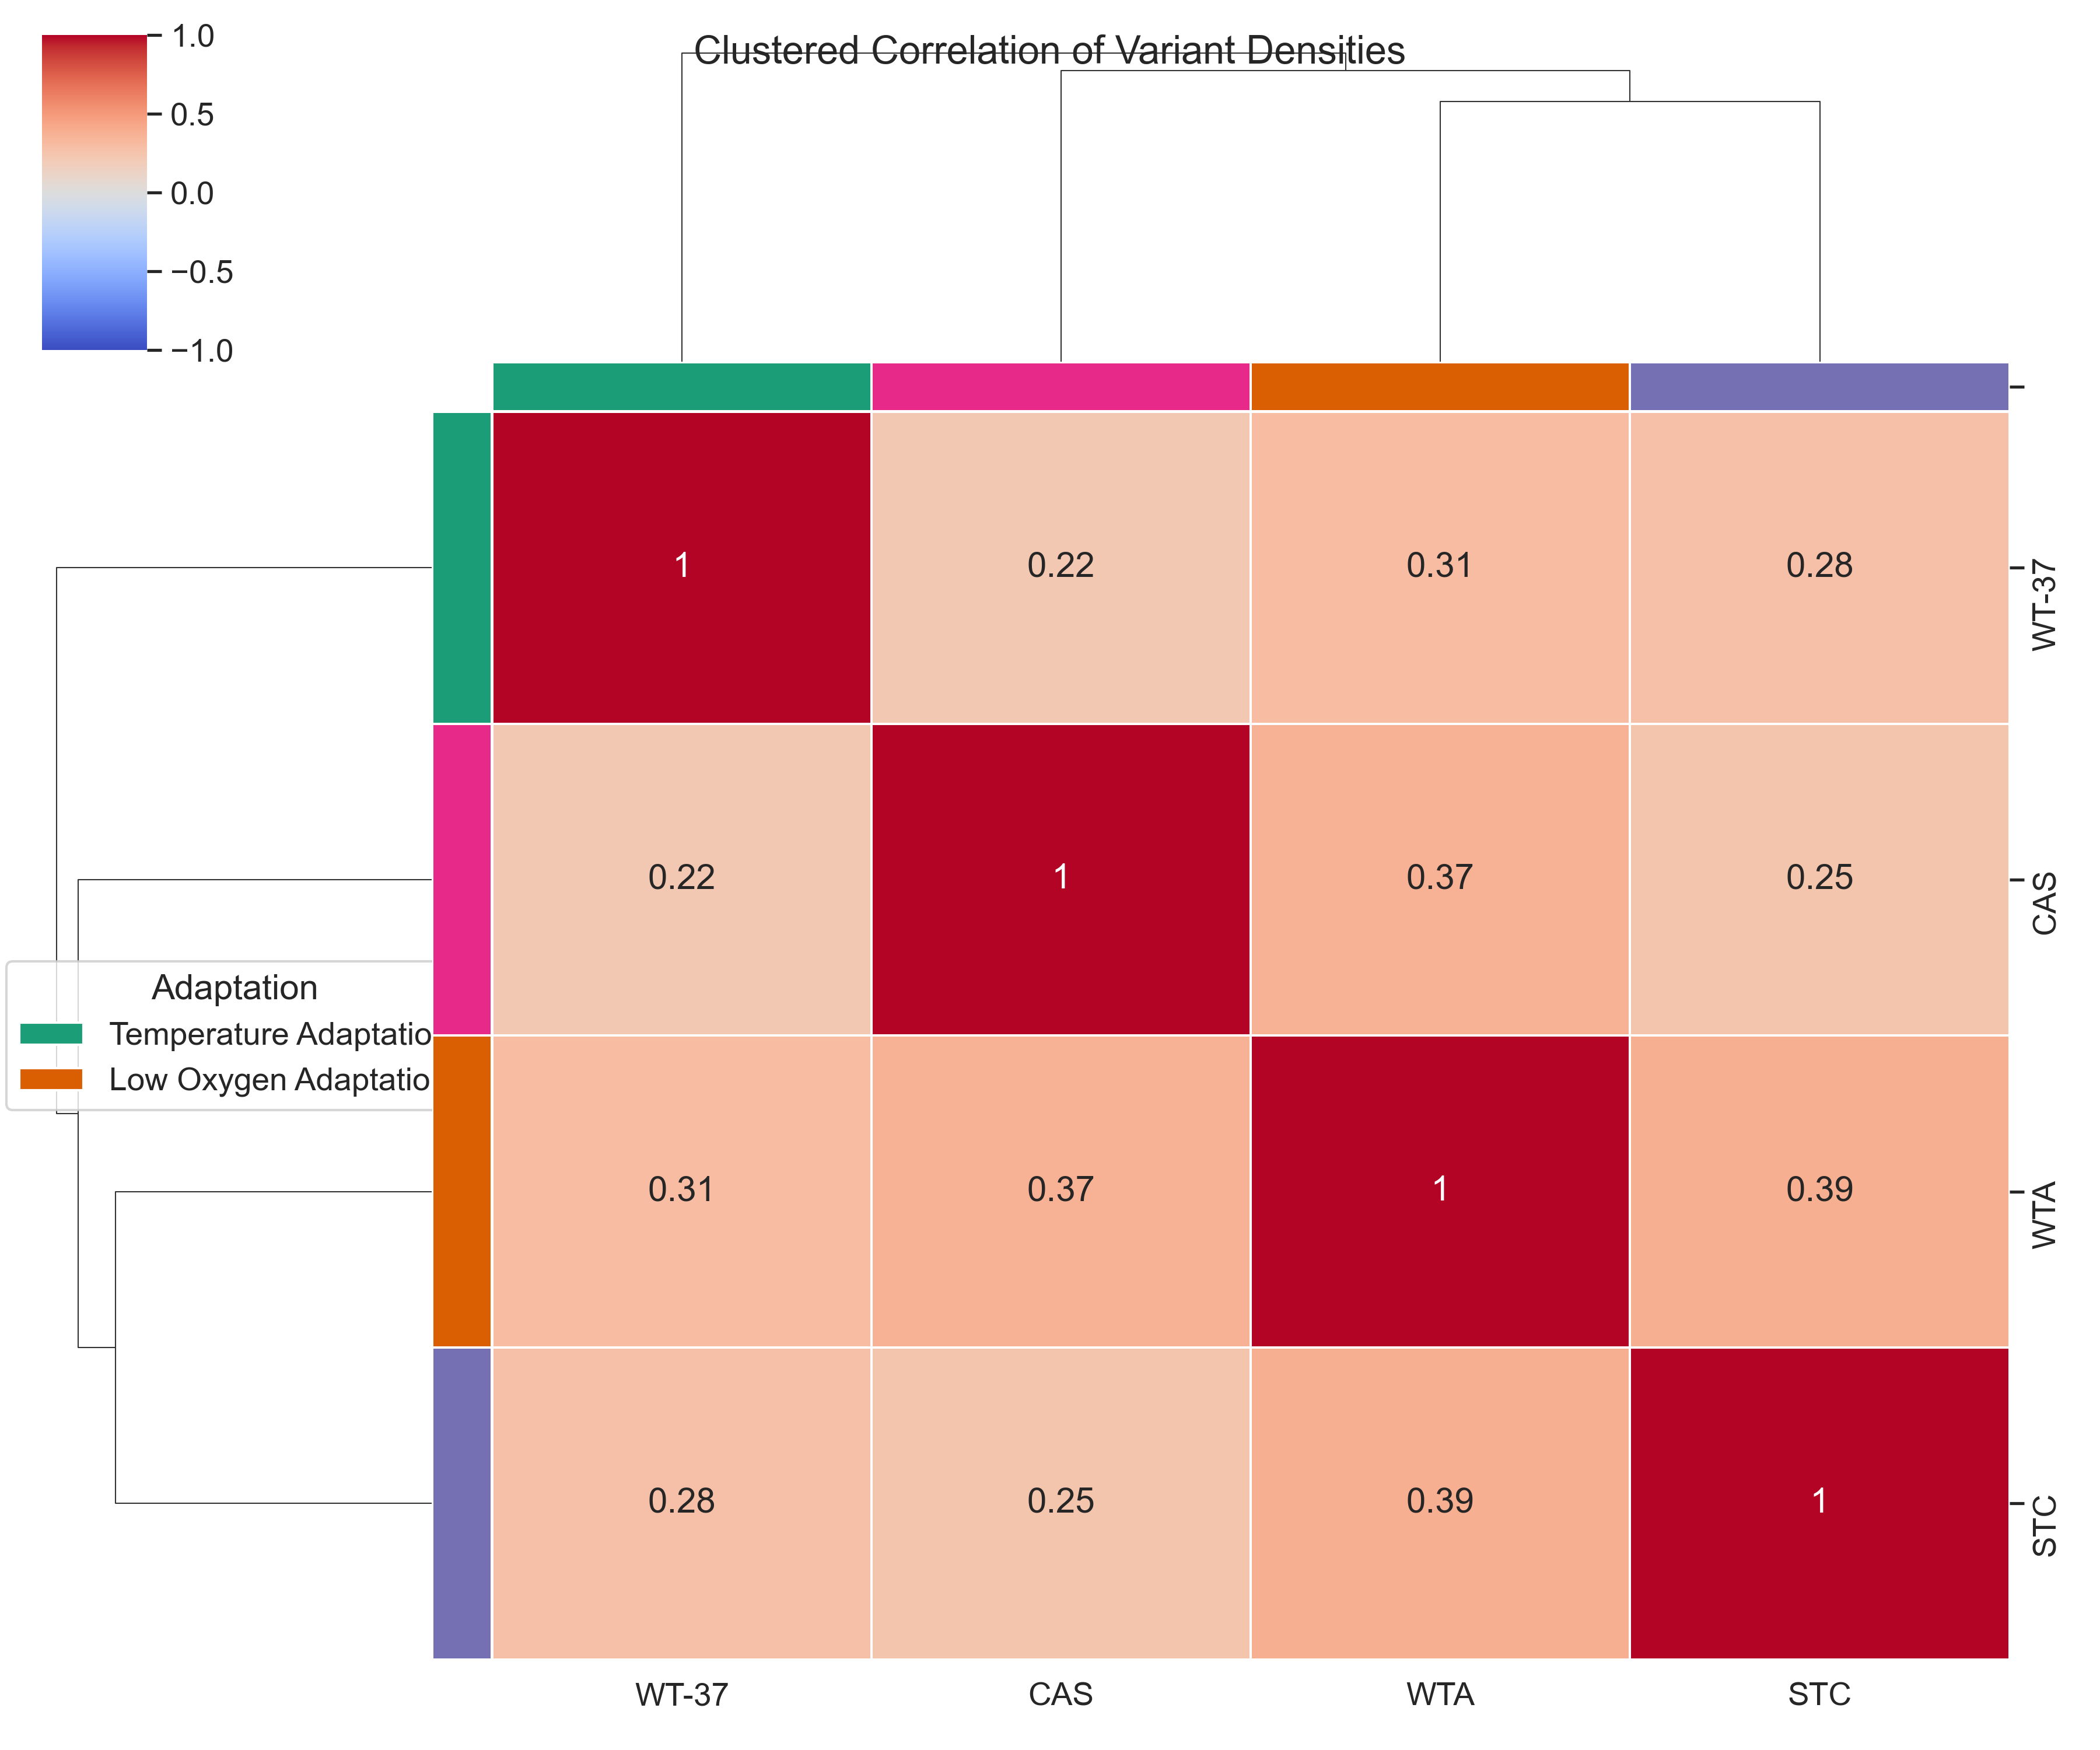 Clustered Correlation of Variant Densities
1.0
0.5
0.0
−0.5
−1.0
1 0.22 0.31 0.28
WT-37
0.22 1 0.37 0.25
CAS
Adaptation
Temperature Adaptatio
Low Oxygen Adaptatio
0.31 0.37 1 0.39
WTA
0.28 0.25 0.39 1
STC
WT-37 CAS WTA STC